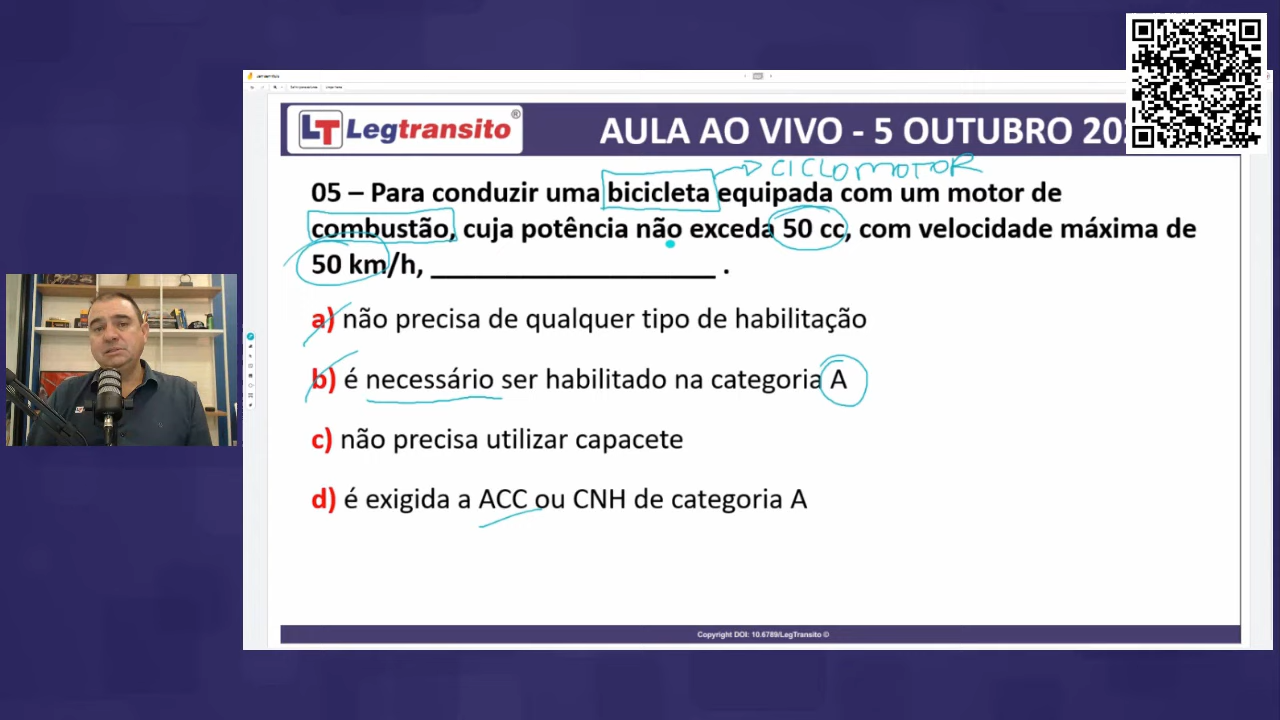 LT Legtransito®
AULA AO VIVO - 5 OUTUBRO 202
CICLOMOTOR
05 – Para conduzir uma bicicleta equipada com um motor de
combustão, cuja potência não exceda 50 cc, com velocidade máxima de
50 km/h, ____________________ .
a) não precisa de qualquer tipo de habilitação
b) é necessário ser habilitado na categoria A
c) não precisa utilizar capacete
d) é exigida a ACC ou CNH de categoria A
Copyright DOI: 10.6789/LegTransito ©